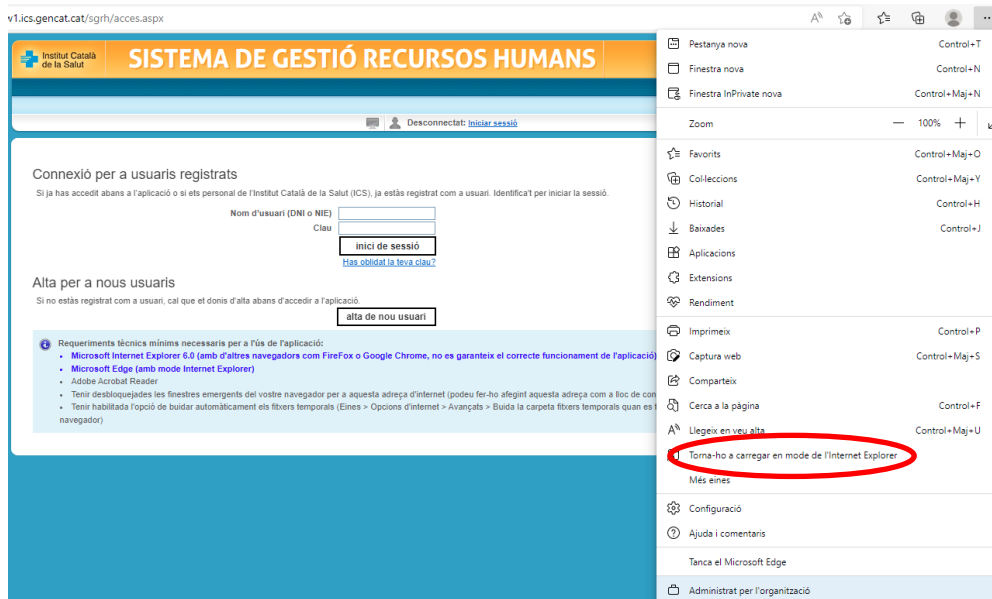 v1.ics.gencat.cat/sgrh/acces.aspx
Institut Català
de la Salut
SISTEMA DE GESTIÓ RECURSOS HUMANS
Desconnectat: Iniciar sessió
Connexió per a usuaris registrats
Si ja has accedit abans a l'aplicació o si ets personal de l'Institut Català de la Salut (ICS), ja estàs registrat com a usuari. Identifica't per iniciar la sessió.
Nom d'usuari (DNI o NIE)
Clau
inici de sessió
Has oblidat la teva clau?
Alta per a nous usuaris
Si no estàs registrat com a usuari, cal que et donis d'alta abans d'accedir a l'aplicació.
alta de nou usuari
Requeriments tècnics mínims necessaris per a l'ús de l'aplicació:
• Microsoft Internet Explorer 6.0 (amb d'altres navegadors com FireFox o Google Chrome, no es garanteix el correcte funcionament de l'aplicació)
• Microsoft Edge (amb mode Internet Explorer)
• Adobe Acrobat Reader
• Tenir desbloquejades les finestres emergents del vostre navegador per a aquesta adreça d'internet (podeu fer-ho afegint aquesta adreça com a lloc de con
• Tenir habilitada l'opció de buidar automàticament els fitxers temporals (Eines > Opcions d'internet > Avançats > Buida la carpeta fitxers temporals quan es t
navegador)
Pestanya nova Control+T
Finestra nova Control+N
Finestra InPrivate nova Control+Maj+N
Zoom — 100% +
Favorits Control+Maj+O
Col·leccions Control+Maj+Y
Historial Control+H
Baixades Control+J
Aplicacions
Extensions
Rendiment
Imprimeix Control+P
Captura web Control+Maj+S
Comparteix
Cerca a la pàgina Control+F
Llegeix en veu alta Control+Maj+U
Torna-ho a carregar en mode de l'Internet Explorer
Més eines
Configuració
Ajuda i comentaris
Tanca el Microsoft Edge
Administrat per l'organització